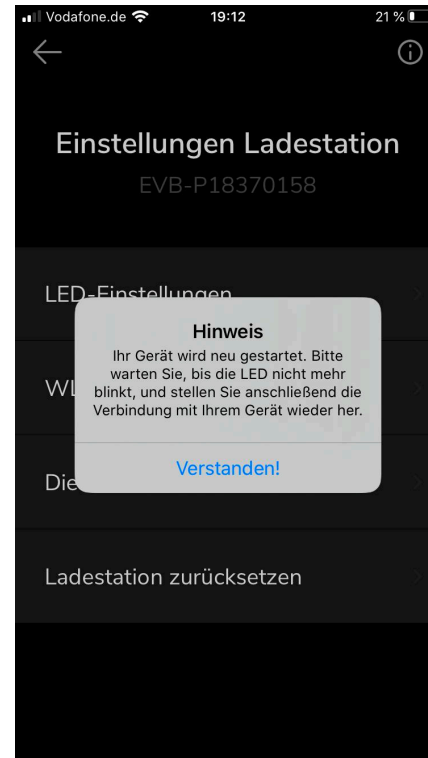 Vodafone.de 19:12 21 %
Einstellungen Ladestation
EVB-P18370158
LED-Einstellungen
Hinweis
Ihr Gerät wird neu gestartet. Bitte
warten Sie, bis die LED nicht mehr
blinkt, und stellen Sie anschließend die
Verbindung mit Ihrem Gerät wieder her.
Verstanden!
Ladestation zurücksetzen